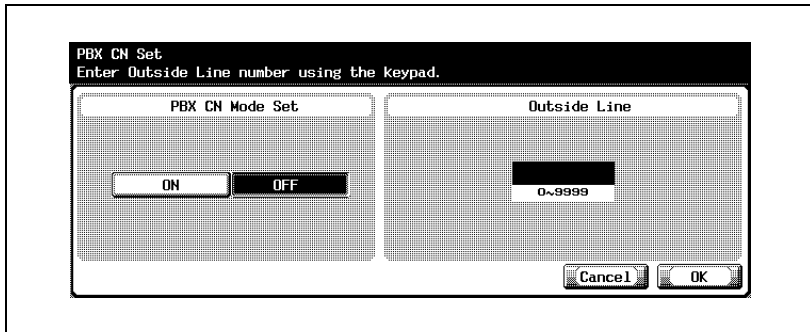 PBX CN Set
Enter Outside Line number using the keypad.
PBX CN Mode Set
Outside Line
ON
OFF
0~9999
Cancel
OK